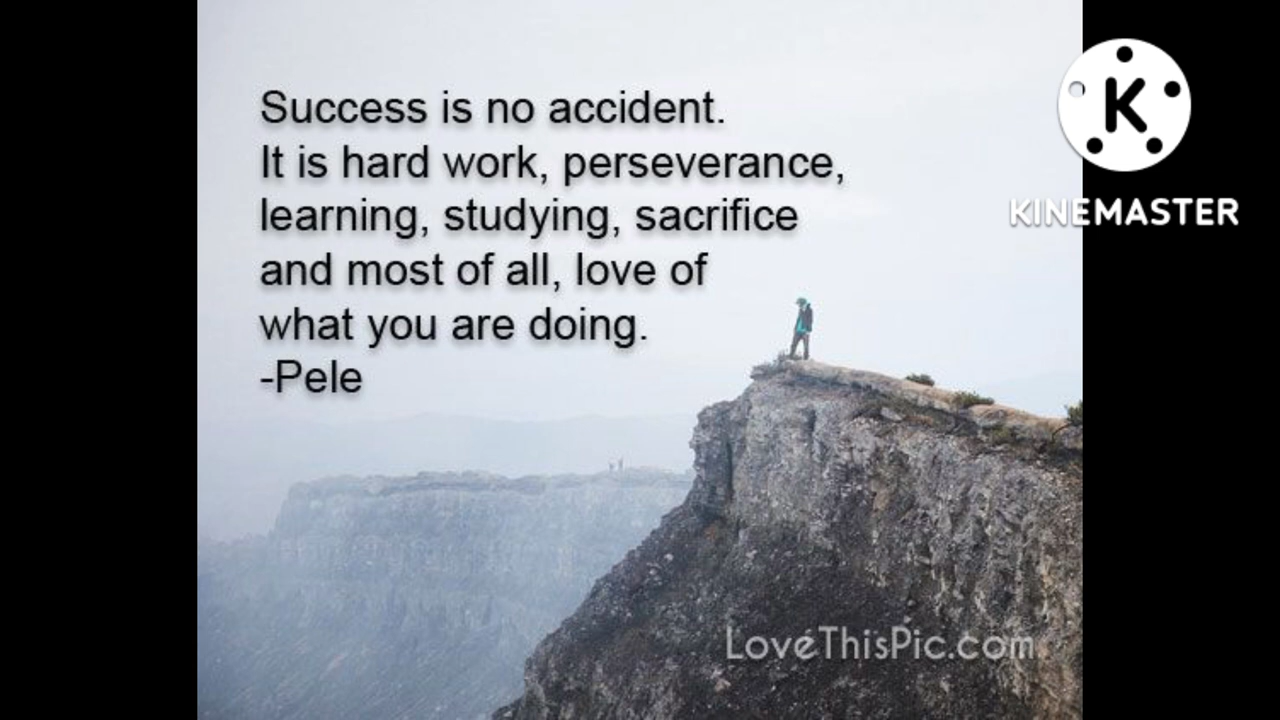 Success is no accident.
It is hard work, perseverance,
learning, studying, sacrifice
and most of all, love of
what you are doing.
-Pele
K
KINEMASTER
LoveThisPic.com